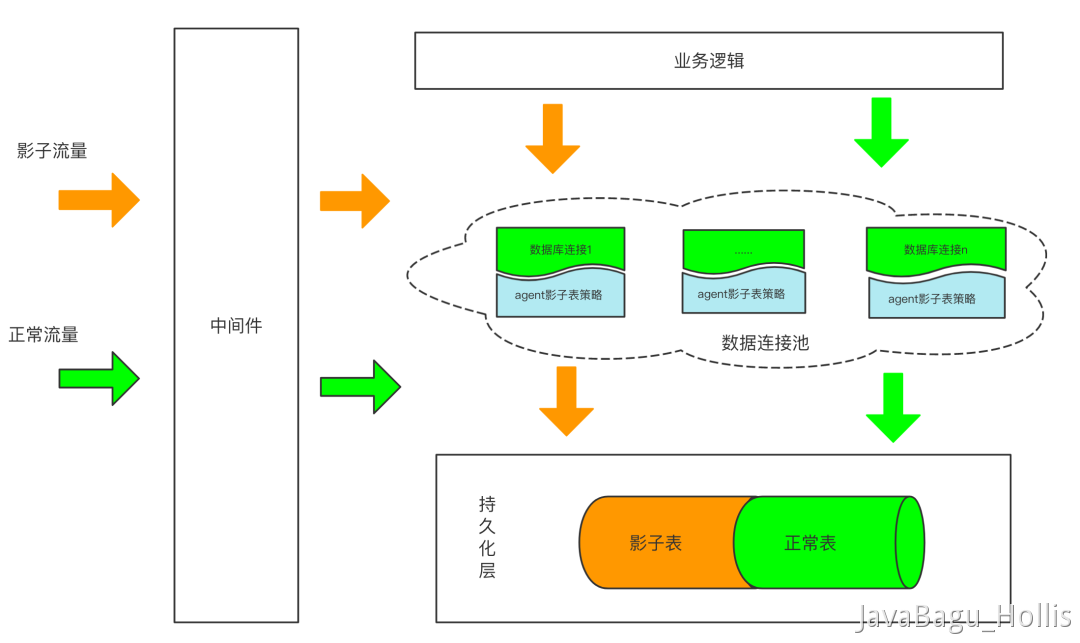 业务逻辑
影子流量
数据库连接1
......
数据库连接n
agent影子表策略
agent影子表策略
agent影子表策略
正常流量
中间件
数据连接池
持久化层
影子表
正常表
JavaBagu_Hollis